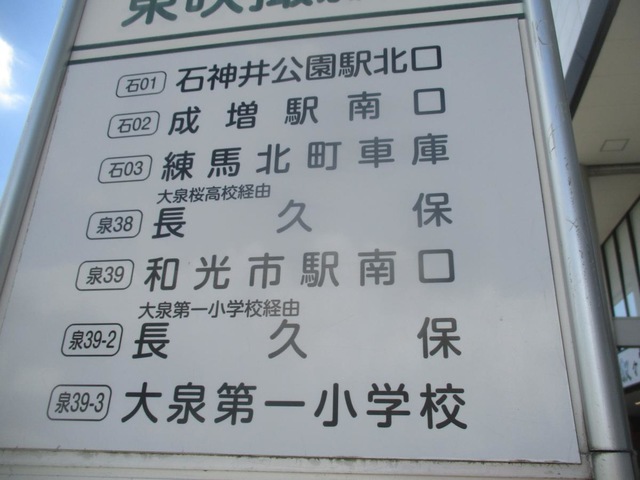 石01 石神井公園駅北口
石02 成増駅南口
石03 練馬北町車庫
大泉桜高校経由
泉38 長久保
泉39 和光市駅南口
大泉第一小学校経由
泉39-2 長久保
泉39-3 大泉第一小学校